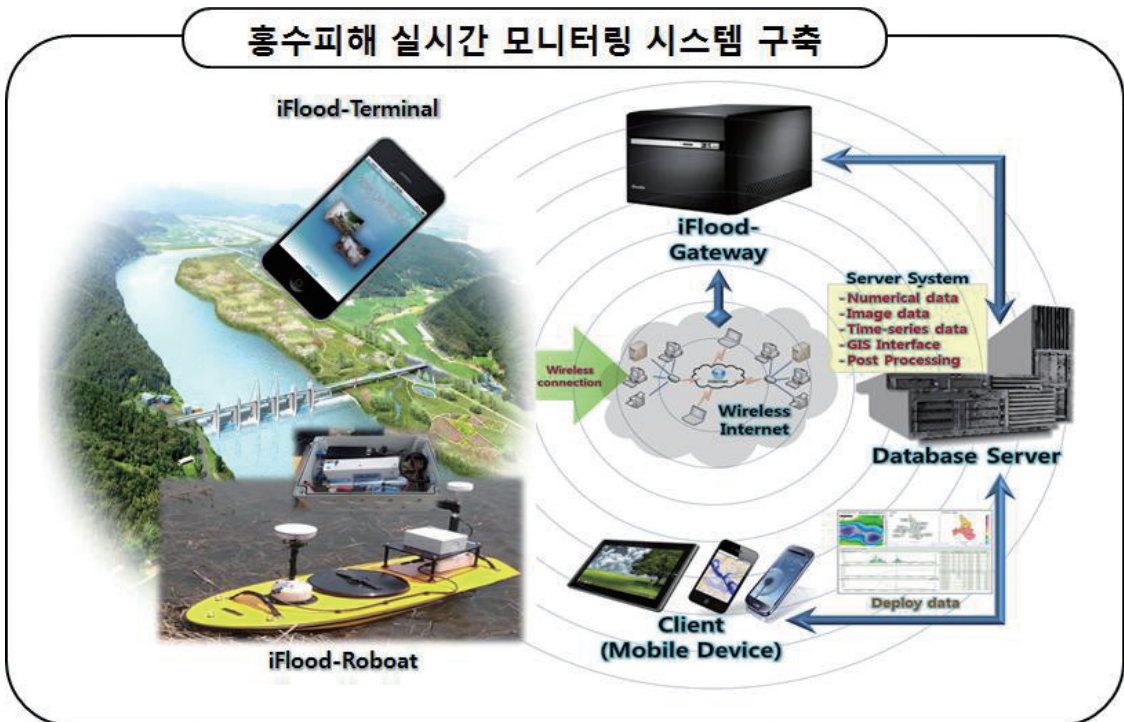 홍수피해 실시간 모니터링 시스템 구축
iFlood-Terminal
iFlood-
Gateway
Server System
-Numerical data
-Image data
-Time-series data
-GIS Interface
-Post Processing
Wireless
connection
Wireless
Internet
Database Server
Deploy data
Client
(Mobile Device)
iFlood-Roboat